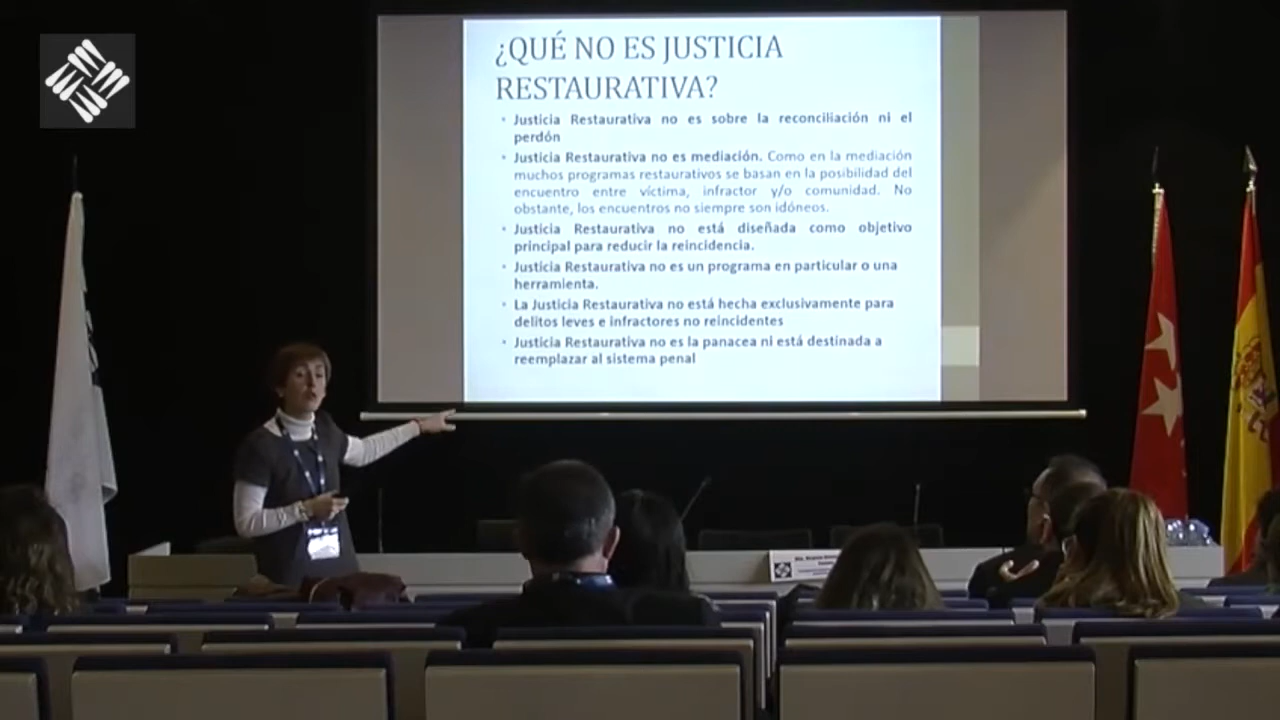 ¿QUÉ NO ES JUSTICIA
RESTAURATIVA?
• Justicia Restaurativa no es sobre la reconciliación ni el
perdón
• Justicia Restaurativa no es mediación. Como en la mediación
muchos programas restaurativos se basan en la posibilidad del
encuentro entre víctima, infractor y/o comunidad. No
obstante, los encuentros no siempre son idóneos.
• Justicia Restaurativa no está diseñada como objetivo
principal para reducir la reincidencia.
• Justicia Restaurativa no es un programa en particular o una
herramienta.
• La Justicia Restaurativa no está hecha exclusivamente para
delitos leves e infractores no reincidentes
• Justicia Restaurativa no es la panacea ni está destinada a
reemplazar al sistema penal